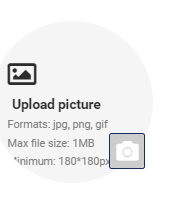 Upload picture
Formats: jpg, png, gif
Max file size: 1MB
Minimum: 180*180px